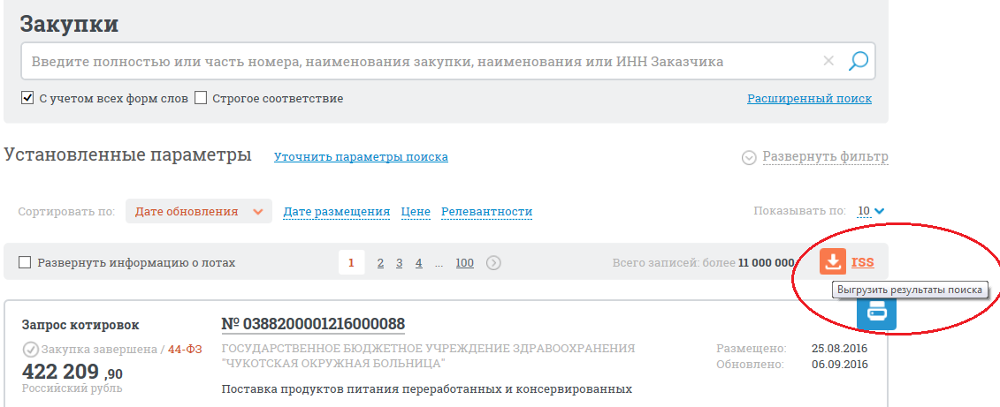 Закупки
Введите полностью или часть номера, наименования закупки, наименования или ИНН Заказчика
С учетом всех форм слов Строгое соответствие Расширенный поиск
Установленные параметры Уточнить параметры поиска Развернуть фильтр
Сортировать по: Дате обновления Дате размещения Цене Релевантности Показывать по: 10
Развернуть информацию о лотах 1 2 3 4 ... 100 Всего записей: более 11 000 000 rss
Выгрузить результаты поиска
Запрос котировок № 0388200001216000088
Закупка завершена / 44-ФЗ ГОСУДАРСТВЕННОЕ БЮДЖЕТНОЕ УЧРЕЖДЕНИЕ ЗДРАВООХРАНЕНИЯ Размещено: 25.08.2016
422 209 ,90 "ЧУКОТСКАЯ ОКРУЖНАЯ БОЛЬНИЦА" Обновлено: 06.09.2016
Российский рубль Поставка продуктов питания переработанных и консервированных